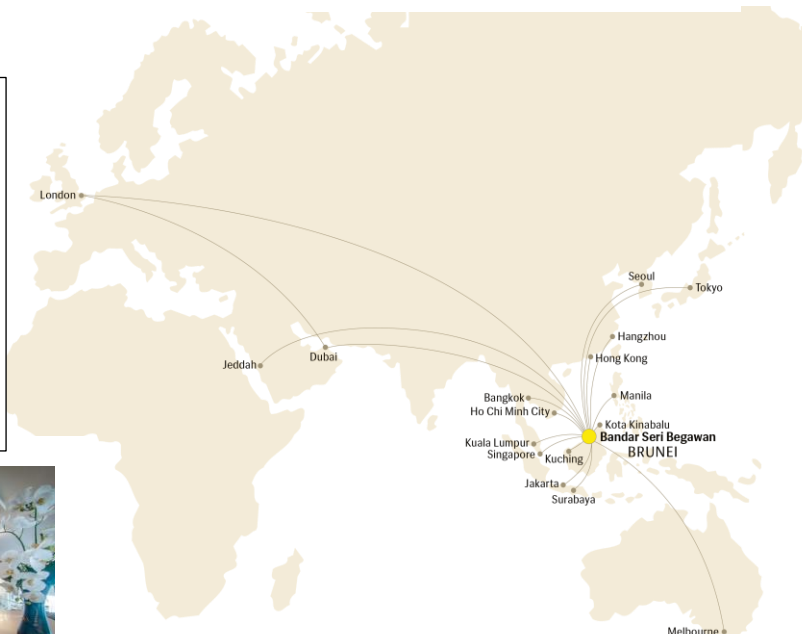 London
Seoul
Tokyo
Hangzhou
Hong Kong
Dubai
Jeddah
Bangkok
Manila
Ho Chi Minh City
Kota Kinabalu
Bandar Seri Begawan
BRUNEI
Kuala Lumpur
Singapore
Kuching
Jakarta
Surabaya
Melbourne